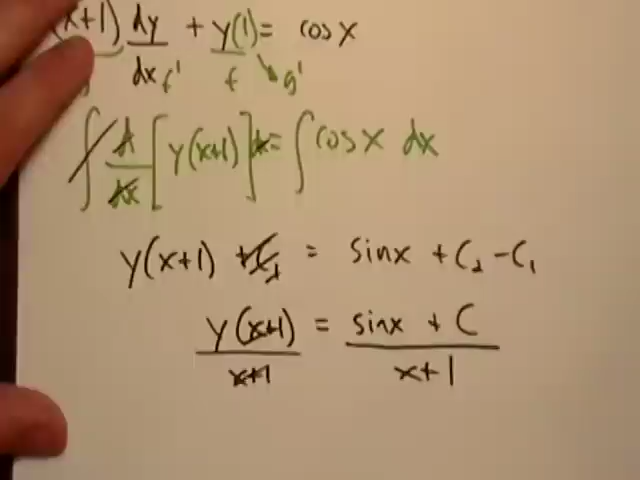 (x+1) dy/dx + y(1) = cos x
f' f g'
∫ d/dx [y(x+1)] dx = ∫ cos x dx
y(x+1) + C₁ = sin x + C₂ - C₁
y(x+1)/x+1 = sin x + C/x+1